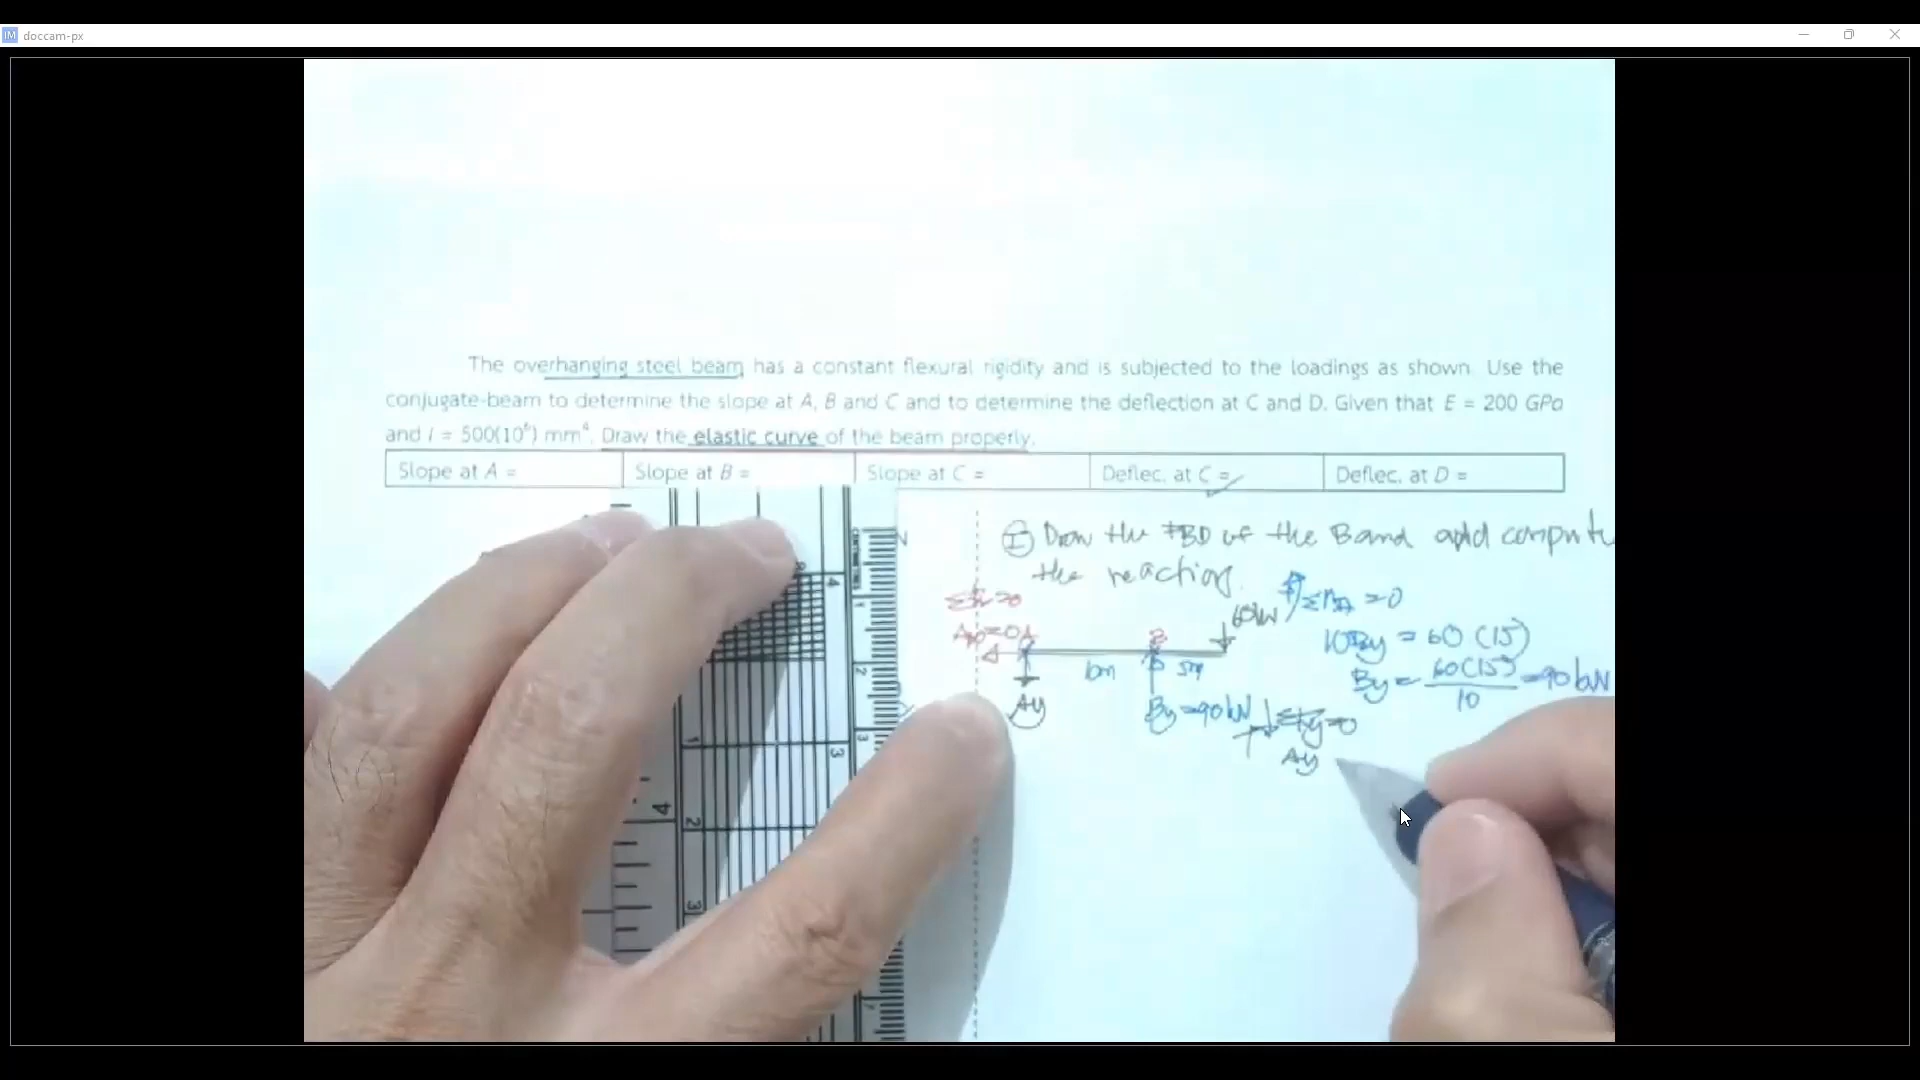 doccam-px
The overhanging steel beam has a constant flexural rigidity and is subjected to the loadings as shown. Use the
conjugate-beam to determine the slope at A, B and C and to determine the deflection at C and D. Given that E = 200 GPa
and I = 500(10⁶) mm⁴. Draw the elastic curve of the beam properly.
Slope at A = Slope at B = Slope at C = Deflec. at C = Deflec. at D =
I Draw the FBD of the Beam and compute
the reaction.
ΣFx=0 60kN ΣMA =0
Ax=0 A B 10By = 60 (15)
10m 5m By = 60(15)/10 =90 kN
Ay By=90kN ΣFy=0
Ay